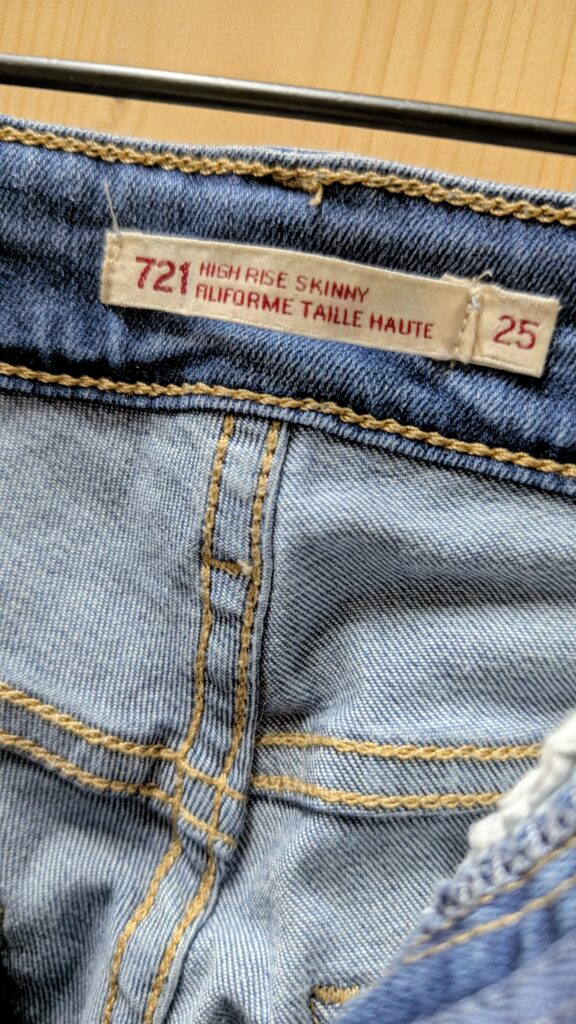 721 HIGH RISE SKINNY
FILIFORME TAILLE HAUTE
25